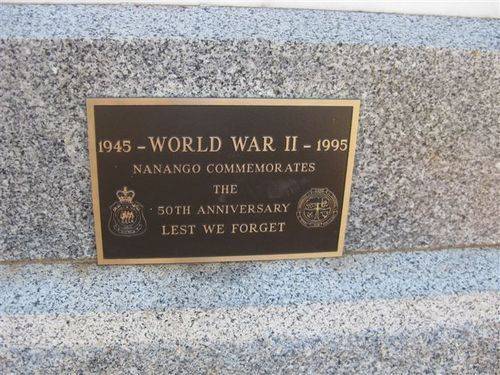 1945 - WORLD WAR II - 1995
NANANGO COMMEMORATES
THE
50TH ANNIVERSARY
LEST WE FORGET